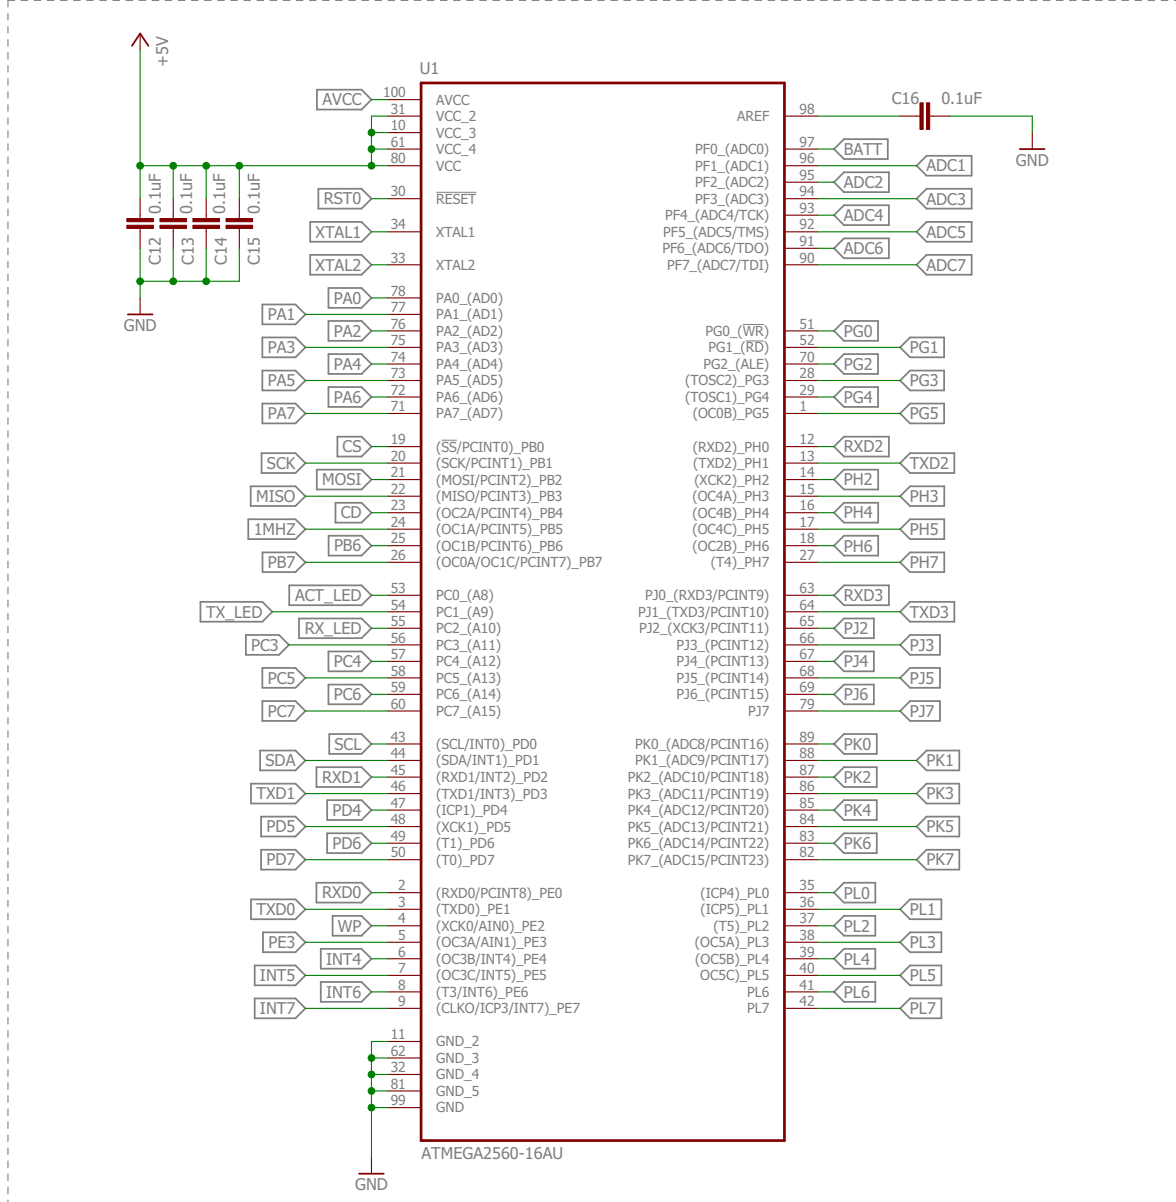 +5V
U1
AVCC 100 AVCC
31 VCC_2
10 VCC_3
61 VCC_4
80 VCC
0.1uF 0.1uF 0.1uF 0.1uF
C12 C13 C14 C15
GND
RST0 30 RESET
XTAL1 34 XTAL1
XTAL2 33 XTAL2
PA0 78 PA0_(AD0)
PA1 77 PA1_(AD1)
PA2 76 PA2_(AD2)
PA3 75 PA3_(AD3)
PA4 74 PA4_(AD4)
PA5 73 PA5_(AD5)
PA6 72 PA6_(AD6)
PA7 71 PA7_(AD7)
CS 19 (SS/PCINT0)_PB0
SCK 20 (SCK/PCINT1)_PB1
MOSI 21 (MOSI/PCINT2)_PB2
MISO 22 (MISO/PCINT3)_PB3
CD 23 (OC2A/PCINT4)_PB4
1MHZ 24 (OC1A/PCINT5)_PB5
PB6 25 (OC1B/PCINT6)_PB6
PB7 26 (OC0A/OC1C/PCINT7)_PB7
ACT_LED 53 PC0_(A8)
TX_LED 54 PC1_(A9)
RX_LED 55 PC2_(A10)
PC3 56 PC3_(A11)
PC4 57 PC4_(A12)
PC5 58 PC5_(A13)
PC6 59 PC6_(A14)
PC7 60 PC7_(A15)
SCL 43 (SCL/INT0)_PD0
SDA 44 (SDA/INT1)_PD1
RXD1 45 (RXD1/INT2)_PD2
TXD1 46 (TXD1/INT3)_PD3
PD4 47 (ICP1)_PD4
PD5 48 (XCK1)_PD5
PD6 49 (T1)_PD6
PD7 50 (T0)_PD7
RXD0 2 (RXD0/PCINT8)_PE0
TXD0 3 (TXD0)_PE1
WP 4 (XCK0/AIN0)_PE2
PE3 5 (OC3A/AIN1)_PE3
INT4 6 (OC3B/INT4)_PE4
INT5 7 (OC3C/INT5)_PE5
INT6 8 (T3/INT6)_PE6
INT7 9 (CLKO/ICP3/INT7)_PE7
11 GND_2
62 GND_3
32 GND_4
81 GND_5
99 GND
GND
ATMEGA2560-16AU
C16 0.1uF
AREF 98
GND
PF0_(ADC0) 97 BATT
PF1_(ADC1) 96 ADC1
PF2_(ADC2) 95 ADC2
PF3_(ADC3) 94 ADC3
PF4_(ADC4/TCK) 93 ADC4
PF5_(ADC5/TMS) 92 ADC5
PF6_(ADC6/TDO) 91 ADC6
PF7_(ADC7/TDI) 90 ADC7
PG0_(WR) 51 PG0
PG1_(RD) 52 PG1
PG2_(ALE) 70 PG2
(TOSC2)_PG3 28 PG3
(TOSC1)_PG4 29 PG4
(OC0B)_PG5 1 PG5
(RXD2)_PH0 12 RXD2
(TXD2)_PH1 13 TXD2
(XCK2)_PH2 14 PH2
(OC4A)_PH3 15 PH3
(OC4B)_PH4 16 PH4
(OC4C)_PH5 17 PH5
(OC2B)_PH6 18 PH6
(T4)_PH7 27 PH7
PJ0_(RXD3/PCINT9) 63 RXD3
PJ1_(TXD3/PCINT10) 64 TXD3
PJ2_(XCK3/PCINT11) 65 PJ2
PJ3_(PCINT12) 66 PJ3
PJ4_(PCINT13) 67 PJ4
PJ5_(PCINT14) 68 PJ5
PJ6_(PCINT15) 69 PJ6
PJ7 79 PJ7
PK0_(ADC8/PCINT16) 89 PK0
PK1_(ADC9/PCINT17) 88 PK1
PK2_(ADC10/PCINT18) 87 PK2
PK3_(ADC11/PCINT19) 86 PK3
PK4_(ADC12/PCINT20) 85 PK4
PK5_(ADC13/PCINT21) 84 PK5
PK6_(ADC14/PCINT22) 83 PK6
PK7_(ADC15/PCINT23) 82 PK7
(ICP4)_PL0 35 PL0
(ICP5)_PL1 36 PL1
(T5)_PL2 37 PL2
(OC5A)_PL3 38 PL3
(OC5B)_PL4 39 PL4
OC5C)_PL5 40 PL5
PL6 41 PL6
PL7 42 PL7